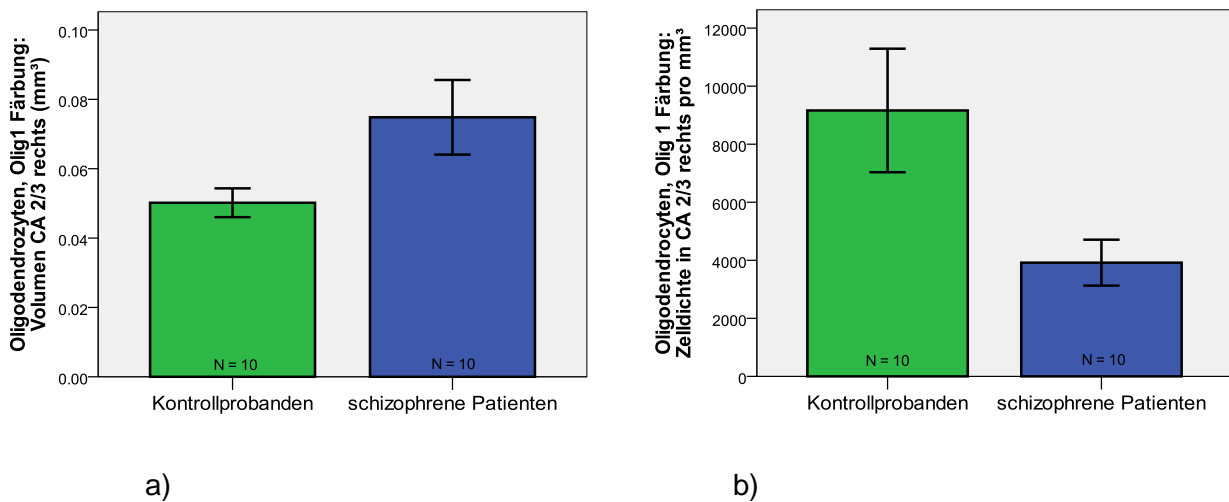 Oligodendrozyten, Olig1 Färbung:
Volumen CA 2/3 rechts (mm³)
0.10
0.08
0.06
0.04
0.02
0.00
N = 10
N = 10
Kontrollprobanden
schizophrene Patienten
a)
Oligodendrocyten, Olig 1 Färbung:
Zelldichte in CA 2/3 rechts pro mm³
12000
10000
8000
6000
4000
2000
0
N = 10
N = 10
Kontrollprobanden
schizophrene Patienten
b)